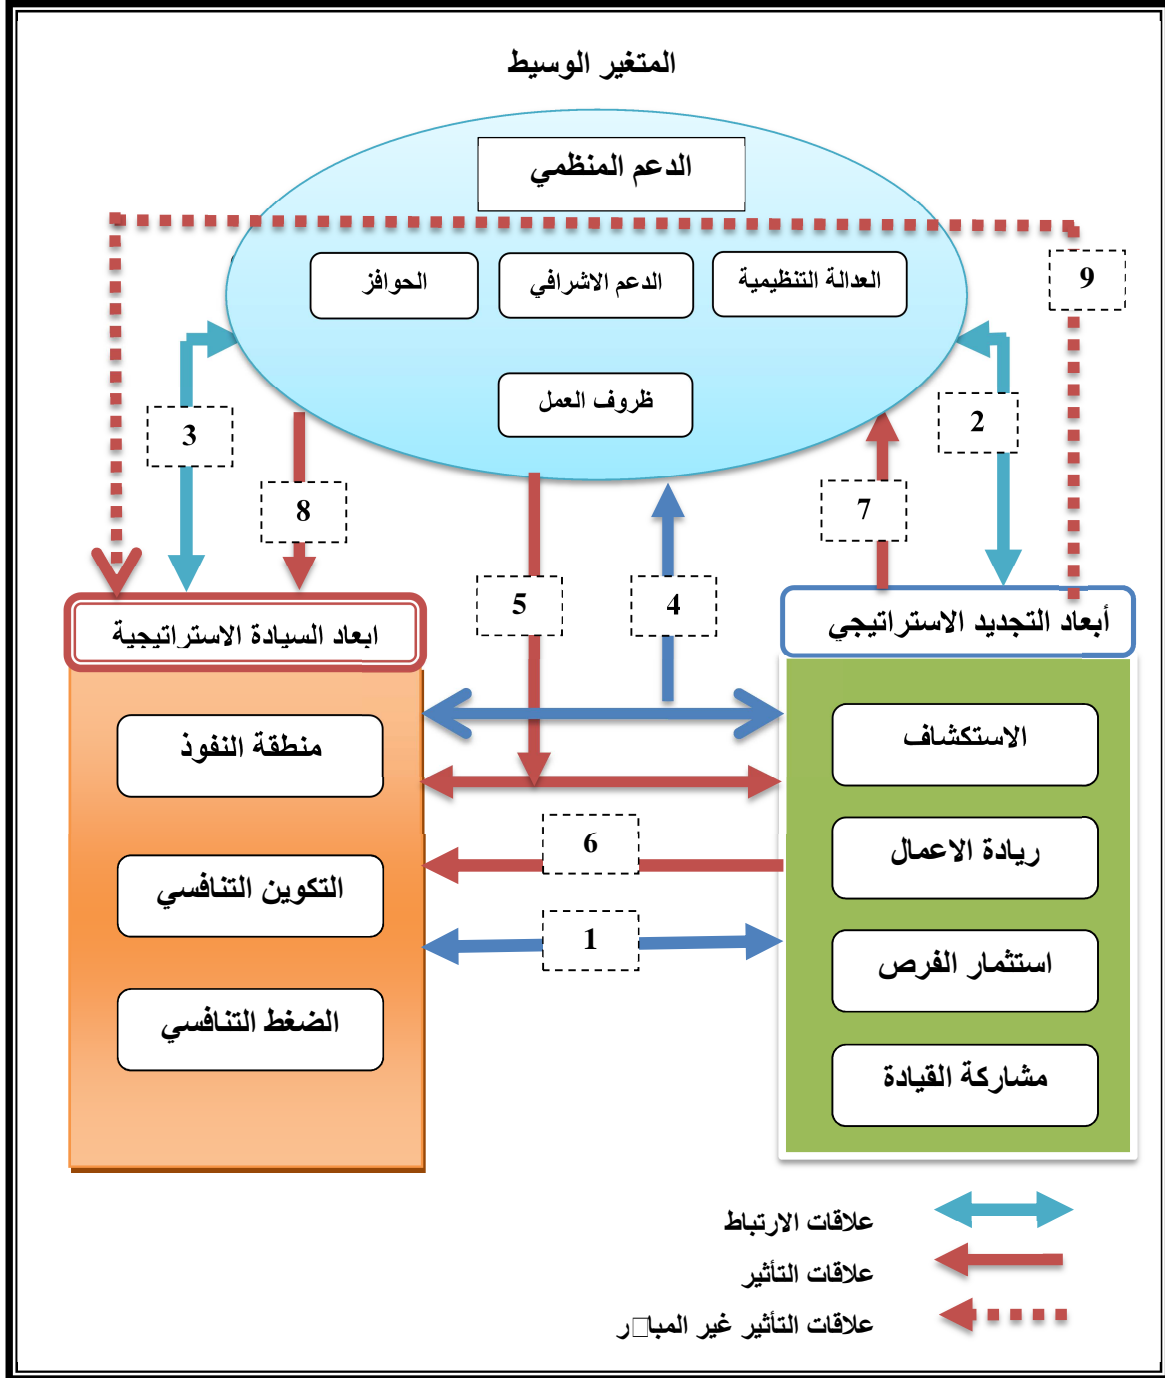 المتغير الوسيط
الدعم المنظمي
العدالة التنظيمية
الدعم الاشرافي
الحوافز
ظروف العمل
9
2
3
7
8
4
5
أبعاد التجديد الاستراتيجي
ابعاد السيادة الاستراتيجية
الاستكشاف
ريادة الاعمال
استثمار الفرص
مشاركة القيادة
منطقة النفوذ
التكوين التنافسي
الضغط التنافسي
6
1
علاقات الارتباط
علاقات التأثير
علاقات التأثير غير